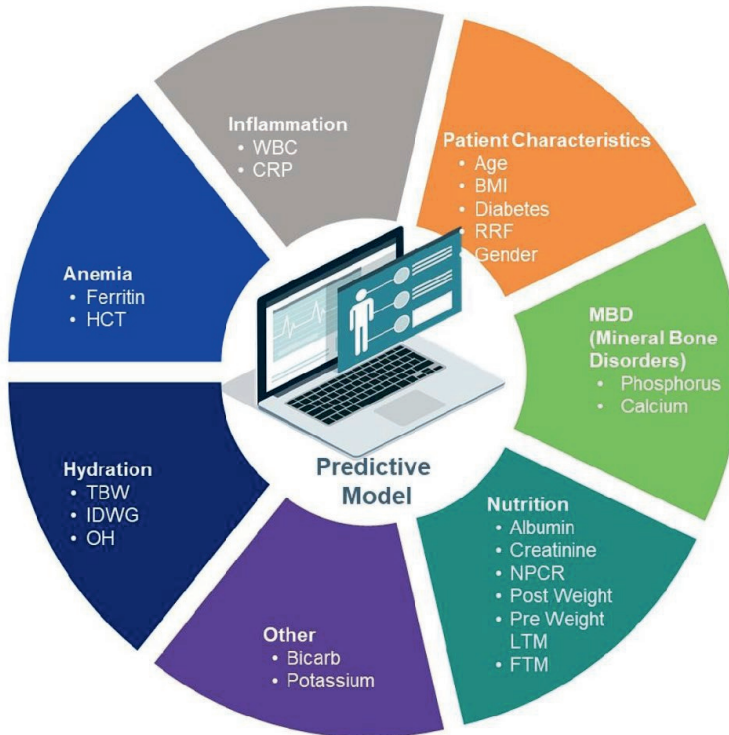 Inflammation
• WBC
• CRP
Patient Characteristics
• Age
• BMI
• Diabetes
• RRF
• Gender
MBD
(Mineral Bone
Disorders)
• Phosphorus
• Calcium
Nutrition
• Albumin
• Creatinine
• NPCR
• Post Weight
• Pre Weight
LTM
• FTM
Other
• Bicarb
• Potassium
Hydration
• TBW
• IDWG
• OH
Anemia
• Ferritin
• HCT
Predictive
Model